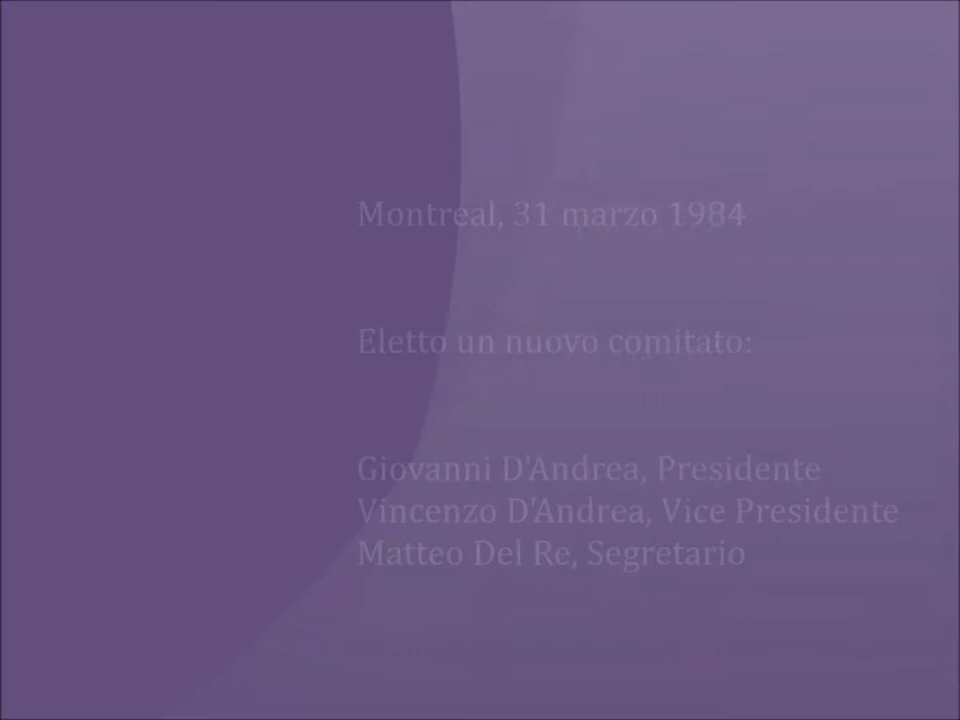 Montreal, 31 marzo 1984
Eletto un nuovo comitato:
Giovanni D'Andrea, Presidente
Vincenzo D'Andrea, Vice Presidente
Matteo Del Re, Segretario